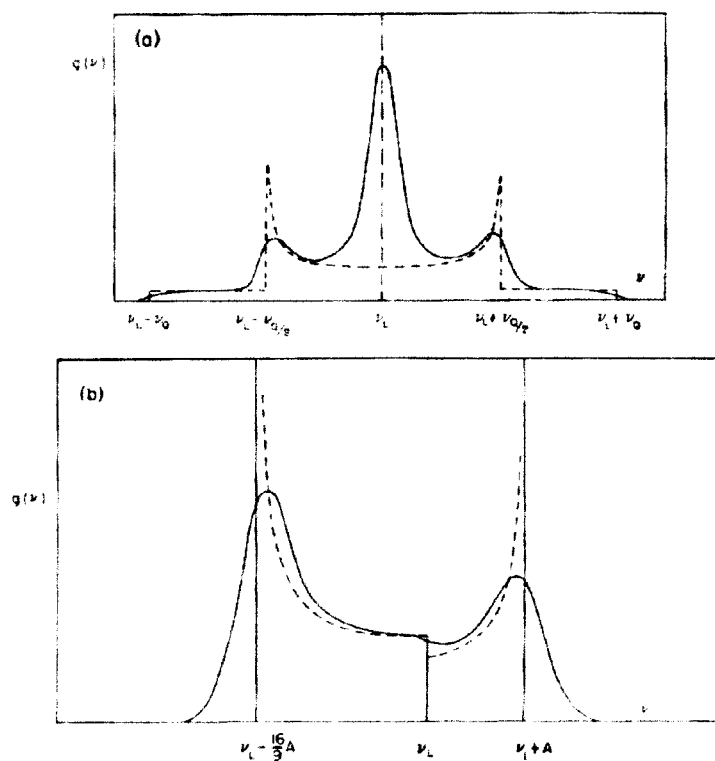 (a)
g(ν)
ν
ν_L − ν_Q
ν_L − ν_Q/2
ν_L
ν_L + ν_Q/2
ν_L + ν_Q
(b)
g(ν)
ν
ν_L − 16/9 A
ν_L
ν_L + A